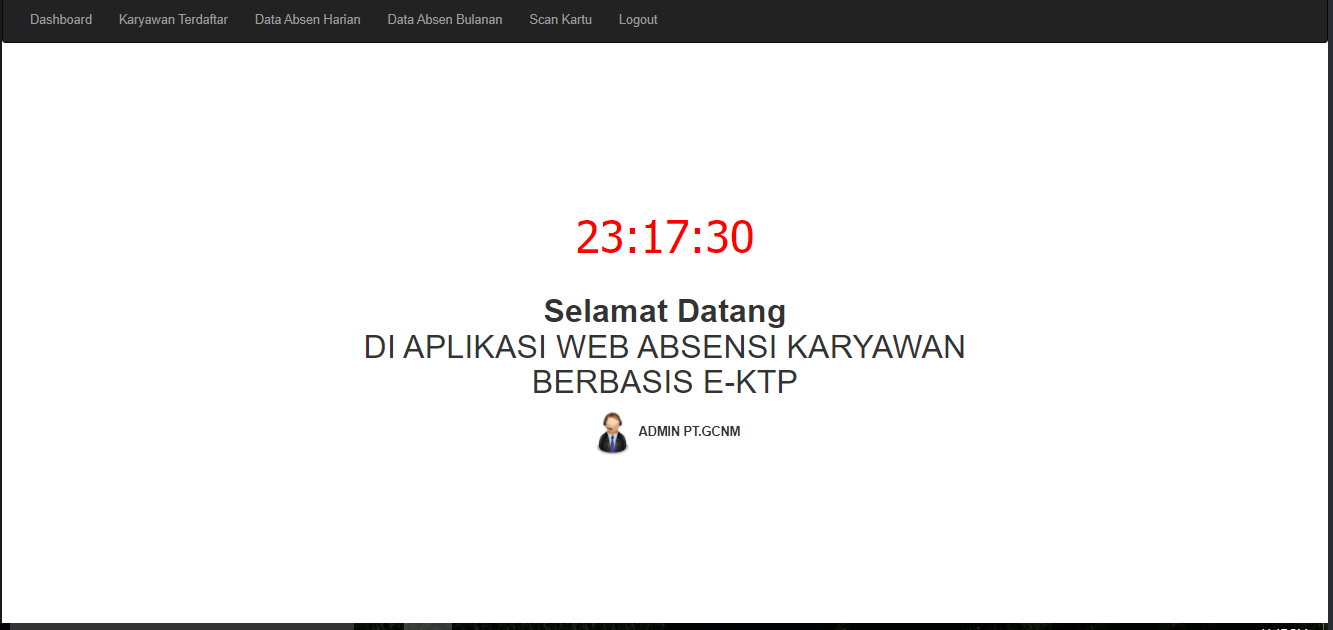 Dashboard Karyawan Terdaftar Data Absen Harian Data Absen Bulanan Scan Kartu Logout
23:17:30
Selamat Datang
DI APLIKASI WEB ABSENSI KARYAWAN
BERBASIS E-KTP
ADMIN PT.GCNM